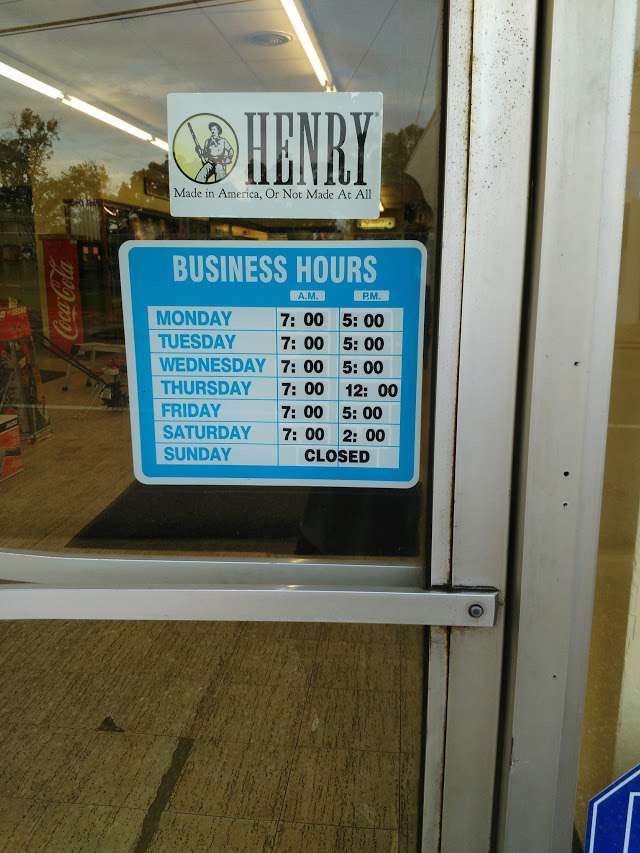 HENRY
Made in America, Or Not Made At All
BUSINESS HOURS
A.M. P.M.
MONDAY 7: 00 5: 00
TUESDAY 7: 00 5: 00
WEDNESDAY 7: 00 5: 00
THURSDAY 7: 00 12: 00
FRIDAY 7: 00 5: 00
SATURDAY 7: 00 2: 00
SUNDAY CLOSED
Coca-Cola